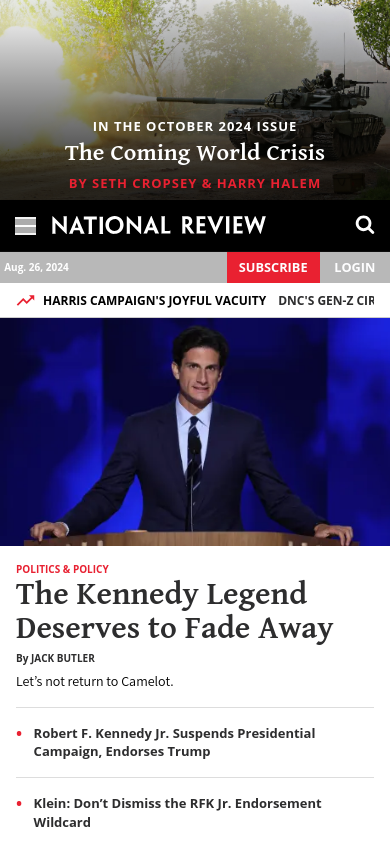 IN THE OCTOBER 2024 ISSUE
The Coming World Crisis
BY SETH CROPSEY & HARRY HALEM
NATIONAL REVIEW
Aug. 26, 2024
SUBSCRIBE
LOGIN
HARRIS CAMPAIGN'S JOYFUL VACUITY DNC'S GEN-Z CIR
POLITICS & POLICY
The Kennedy Legend
Deserves to Fade Away
By JACK BUTLER
Let’s not return to Camelot.
Robert F. Kennedy Jr. Suspends Presidential
Campaign, Endorses Trump
Klein: Don’t Dismiss the RFK Jr. Endorsement
Wildcard